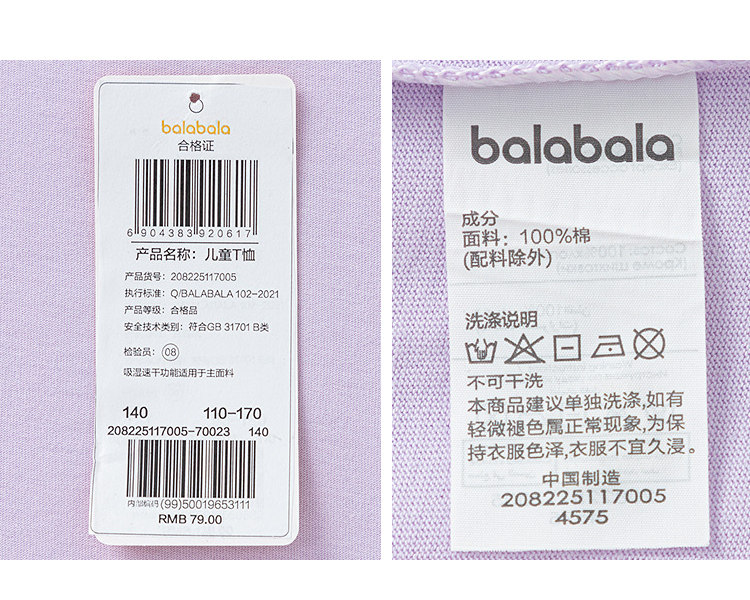 balabala
合格证
6 904383 920617
产品名称：儿童T恤
产品货号：208225117005
执行标准：Q/BALABALA 102-2021
产品等级：合格品
安全技术类别：符合GB 31701 B类
检验员：08
吸湿速干功能适用于主面料
140 110-170
208225117005-70023 140
内部编码 (99)50019653111
RMB 79.00
balabala
成分
面料：100%棉
(配料除外)
洗涤说明
不可干洗
本商品建议单独洗涤,如有
轻微褪色属正常现象,为保
持衣服色泽,衣服不宜久浸。
中国制造
208225117005
4575